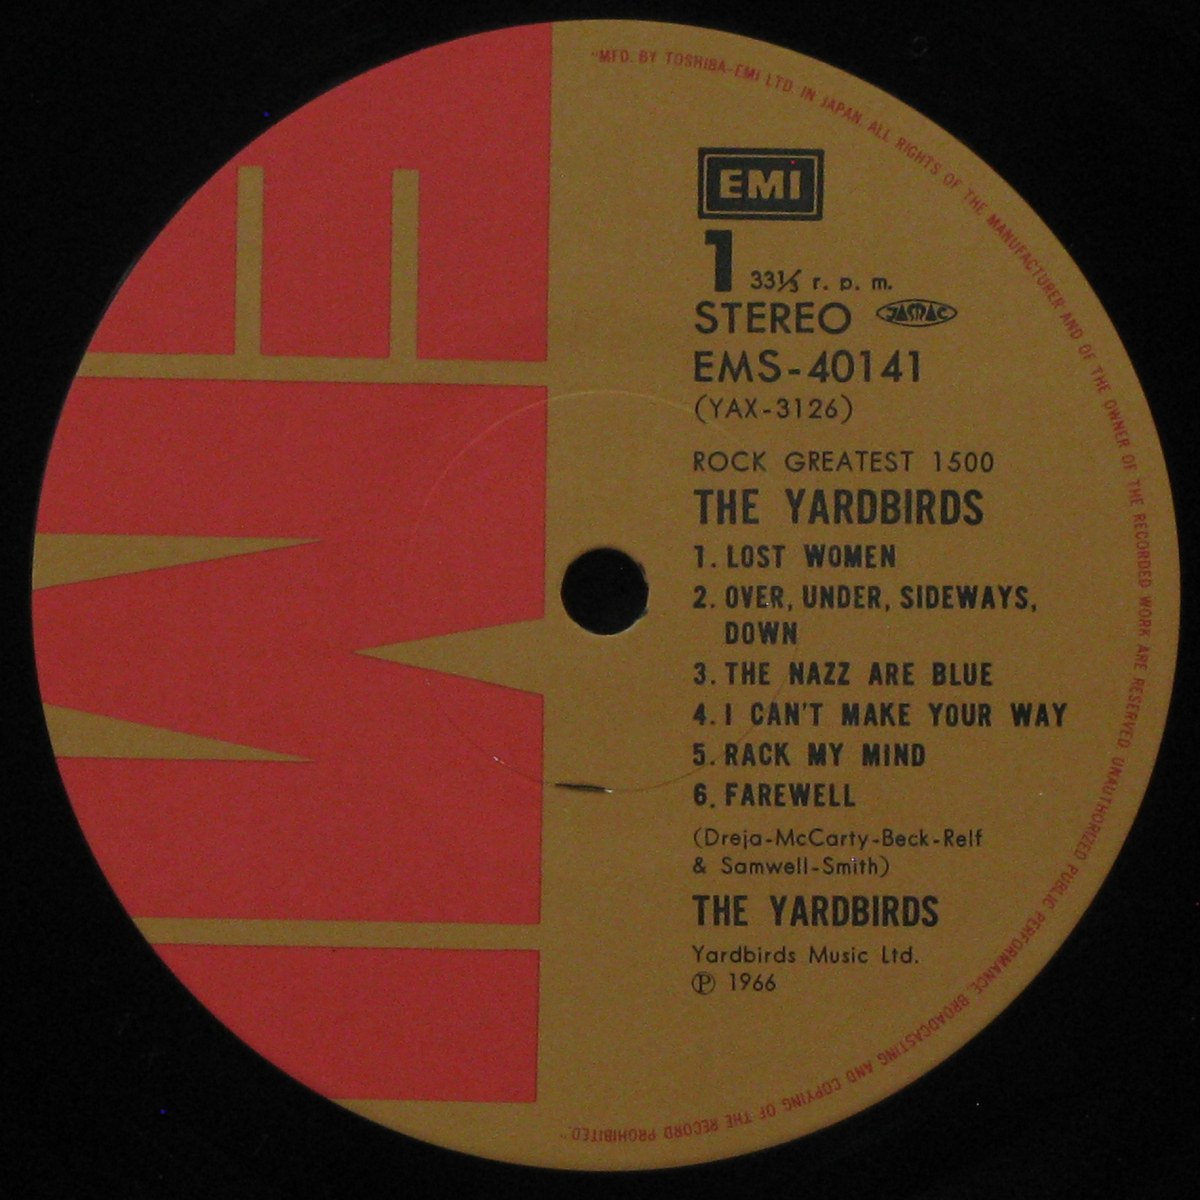 "MFD. BY TOSHIBA-EMI LTD. IN JAPAN. ALL RIGHTS OF THE MANUFACTURER AND OF THE OWNER OF THE RECORDED WORK ARE RESERVED UNAUTHORIZED PUBLIC PERFORMANCE, BROADCASTING AND COPYING OF THE RECORD PROHIBITED."
EMI
EMI
1 33⅓ r. p. m.
STEREO JASRAC
EMS-40141
(YAX-3126)
ROCK GREATEST 1500
THE YARDBIRDS
1. LOST WOMEN
2. OVER, UNDER, SIDEWAYS,
DOWN
3. THE NAZZ ARE BLUE
4. I CAN'T MAKE YOUR WAY
5. RACK MY MIND
6. FAREWELL
(Dreja-McCarty-Beck-Relf
& Samwell-Smith)
THE YARDBIRDS
Yardbirds Music Ltd.
Ⓟ 1966